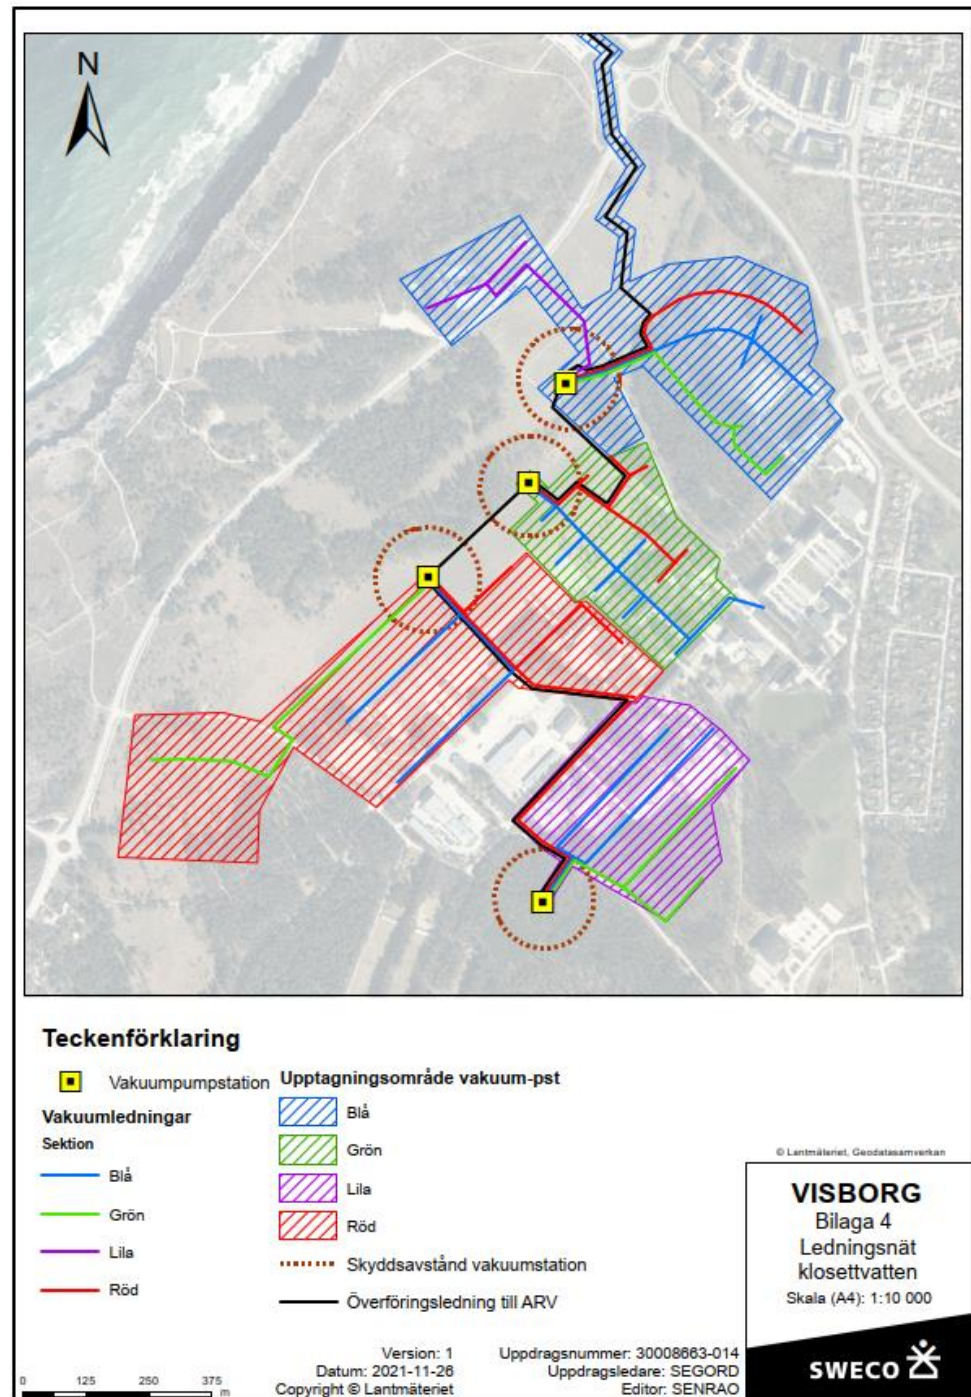 N
Teckenförklaring
Vakuumpumpstation
Vakuumledningar
Sektion
Blå
Grön
Lila
Röd
Upptagningsområde vakuum-pst
Blå
Grön
Lila
Röd
Skyddsavstånd vakuumstation
Överföringsledning till ARV
© Lantmäteriet, Geodatasamverkan
VISBORG
Bilaga 4
Ledningsnät
klosettvatten
Skala (A4): 1:10 000
SWECO
Version: 1
Datum: 2021-11-26
Copyright © Lantmäteriet
Uppdragsnummer: 30008663-014
Uppdragsledare: SEGORD
Editor: SENRAO
0 125 250 375
m